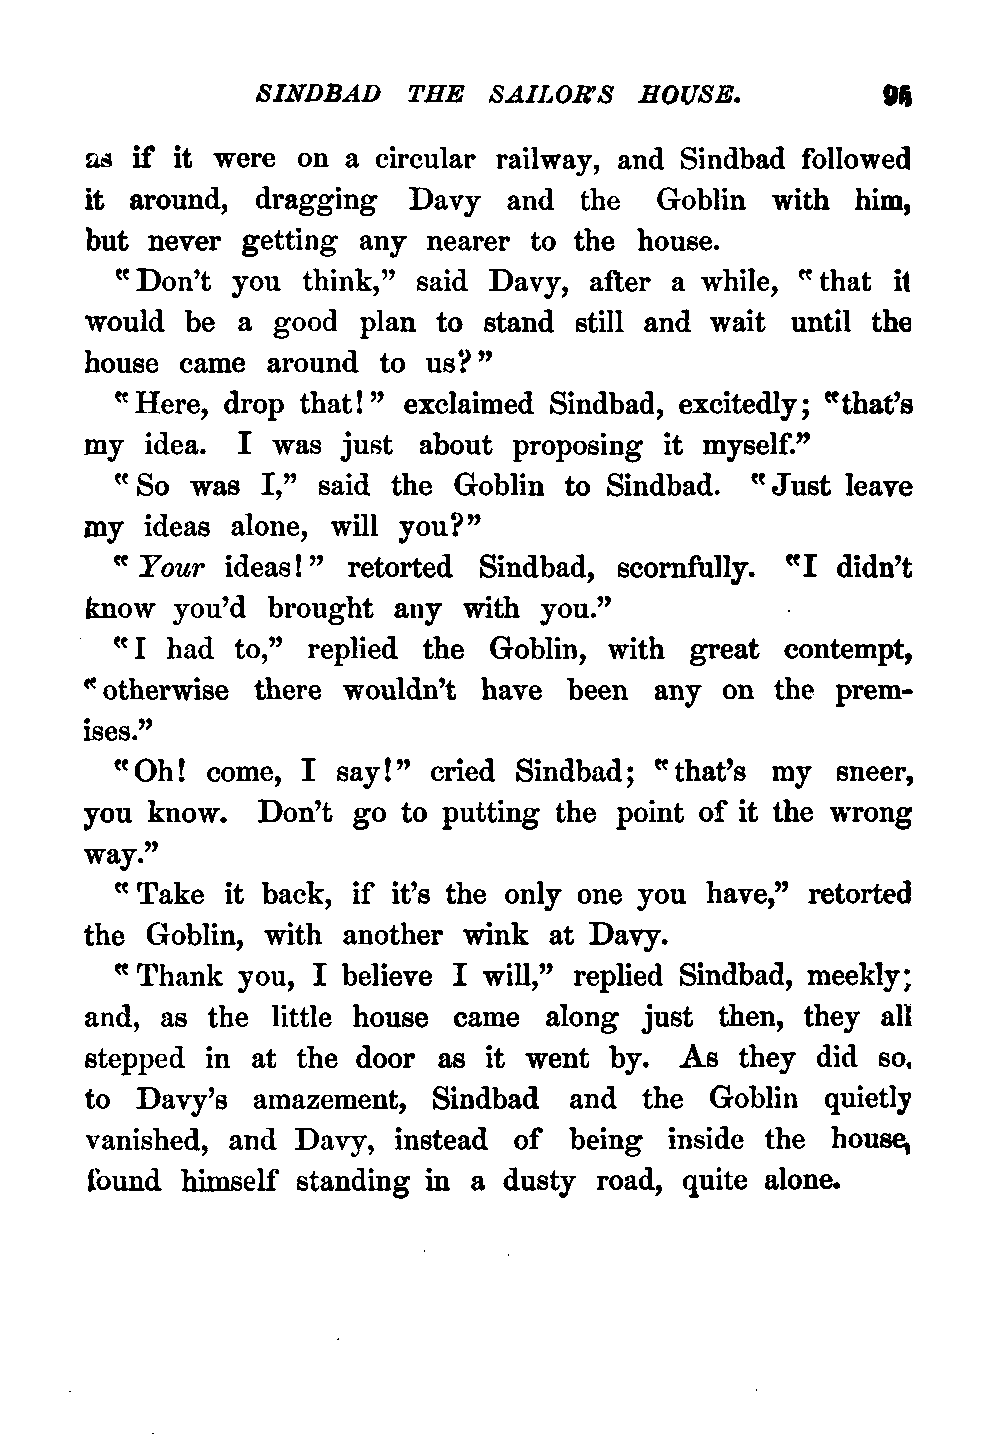 SINDBAD THE SAILOR'S HOUSE. 95
as if it were on a circular railway, and Sindbad followed
it around, dragging Davy and the Goblin with him,
but never getting any nearer to the house.
"Don't you think," said Davy, after a while, "that it
would be a good plan to stand still and wait until the
house came around to us?"
"Here, drop that!" exclaimed Sindbad, excitedly; "that's
my idea. I was just about proposing it myself."
"So was I," said the Goblin to Sindbad. "Just leave
my ideas alone, will you?"
"Your ideas!" retorted Sindbad, scornfully. "I didn't
know you'd brought any with you."
"I had to," replied the Goblin, with great contempt,
"otherwise there wouldn't have been any on the prem-
ises."
"Oh! come, I say!" cried Sindbad; "that's my sneer,
you know. Don't go to putting the point of it the wrong
way."
"Take it back, if it's the only one you have," retorted
the Goblin, with another wink at Davy.
"Thank you, I believe I will," replied Sindbad, meekly;
and, as the little house came along just then, they all
stepped in at the door as it went by. As they did so,
to Davy's amazement, Sindbad and the Goblin quietly
vanished, and Davy, instead of being inside the house,
found himself standing in a dusty road, quite alone.